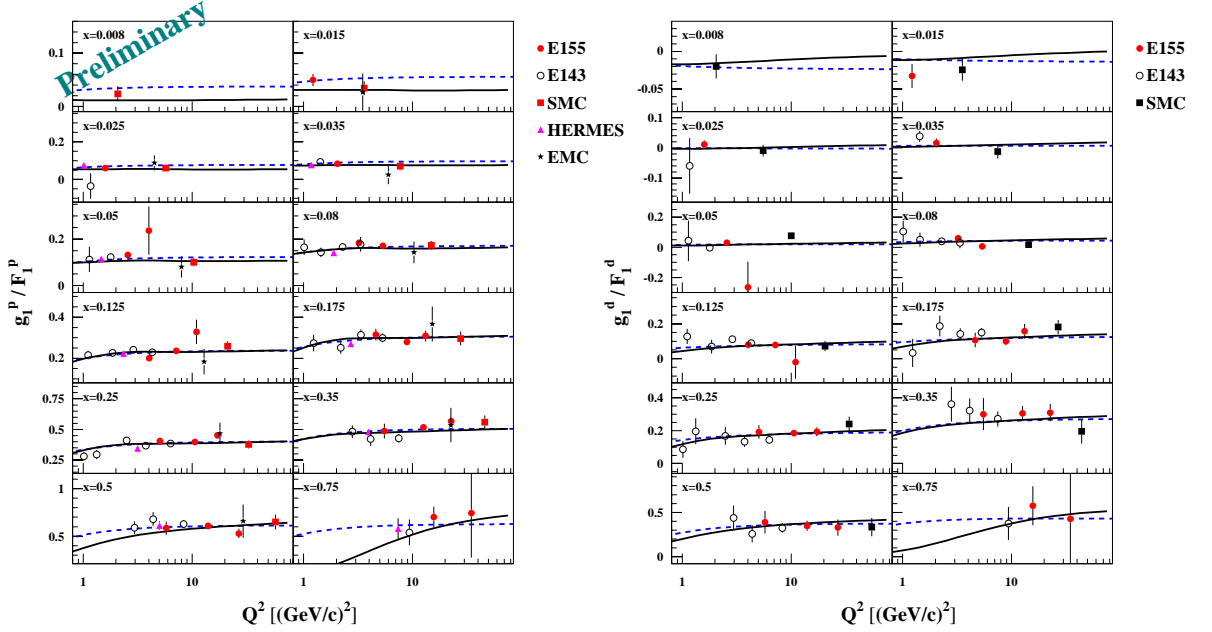 Preliminary
x=0.008
x=0.015
0.1
0
x=0.025
x=0.035
0.2
0
x=0.05
x=0.08
0.2
0
x=0.125
x=0.175
0.4
0.2
x=0.25
x=0.35
0.75
0.5
0.25
x=0.5
x=0.75
1
0.5
1
10
1
10
g₁ᵖ / F₁ᵖ
Q² [(GeV/c)²]
E155
E143
SMC
HERMES
EMC
x=0.008
x=0.015
0
-0.05
x=0.025
x=0.035
0.1
0
-0.1
x=0.05
x=0.08
0.2
0
-0.2
x=0.125
x=0.175
0.2
0
x=0.25
x=0.35
0.4
0.2
0
x=0.5
x=0.75
0.5
0
1
10
1
10
g₁ᵈ / F₁ᵈ
Q² [(GeV/c)²]
E155
E143
SMC